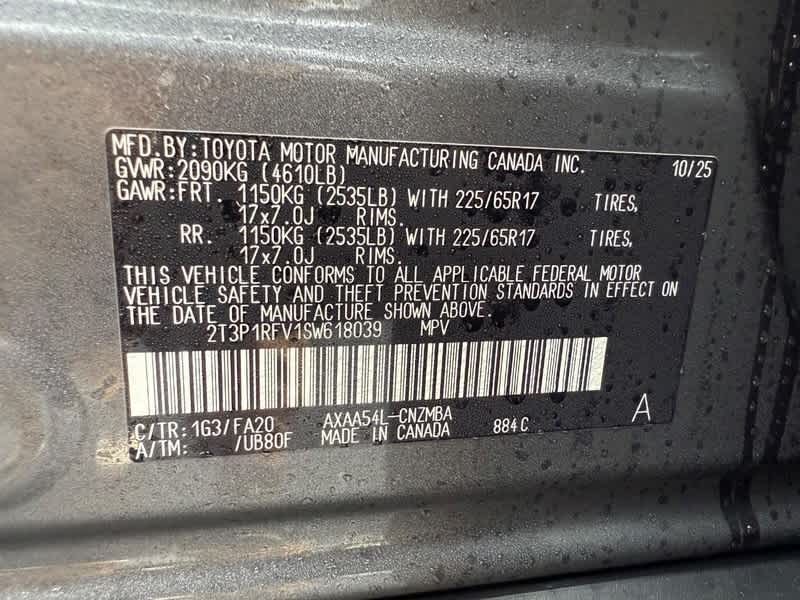 MFD.BY:TOYOTA MOTOR MANUFACTURING CANADA INC. 10/25
GVWR:2090KG (4610LB)
GAWR:FRT. 1150KG (2535LB) WITH 225/65R17 TIRES,
17x7.0J RIMS.
RR. 1150KG (2535LB) WITH 225/65R17 TIRES,
17x7.0J RIMS.
THIS VEHICLE CONFORMS TO ALL APPLICABLE FEDERAL MOTOR
VEHICLE SAFETY AND THEFT PREVENTION STANDARDS IN EFFECT ON
THE DATE OF MANUFACTURE SHOWN ABOVE.
2T3P1RFV1SW618039 MPV
C/TR:1G3/FA20 AXAA54L-CNZMBA 884C A
A/TM: /UB80F MADE IN CANADA